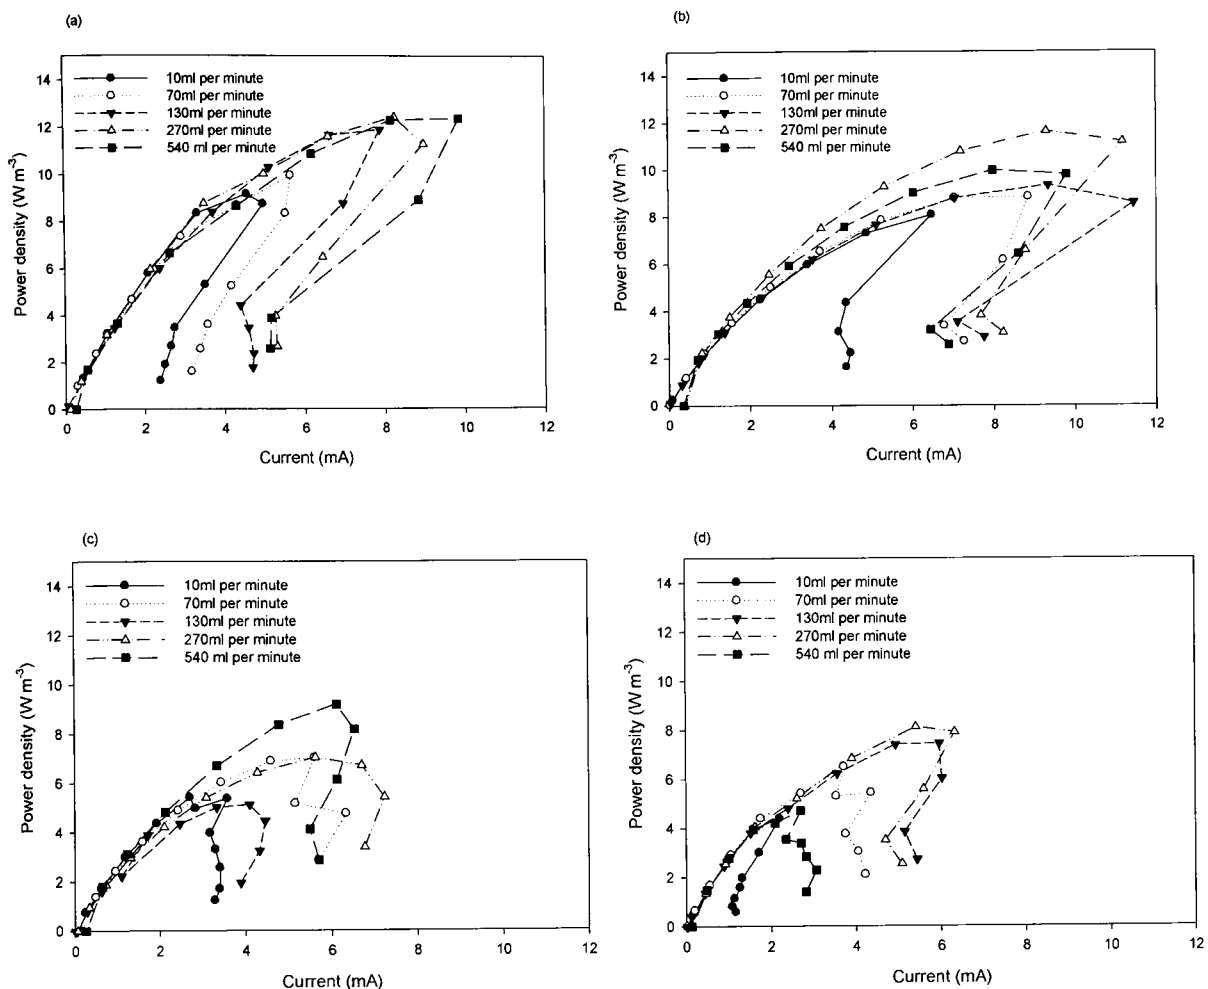 (a)
14
12
10
8
6
4
2
0
Power density (W m-3)
10ml per minute
70ml per minute
130ml per minute
270ml per minute
540 ml per minute
0 2 4 6 8 10 12
Current (mA)
(b)
14
12
10
8
6
4
2
0
Power density (W m-3)
10ml per minute
70ml per minute
130ml per minute
270ml per minute
540 ml per minute
0 2 4 6 8 10 12
Current (mA)
(c)
14
12
10
8
6
4
2
0
Power density (W m-3)
10ml per minute
70ml per minute
130ml per minute
270ml per minute
540 ml per minute
0 2 4 6 8 10 12
Current (mA)
(d)
14
12
10
8
6
4
2
0
Power density (W m-3)
10ml per minute
70ml per minute
130ml per minute
270ml per minute
540 ml per minute
0 2 4 6 8 10 12
Current (mA)